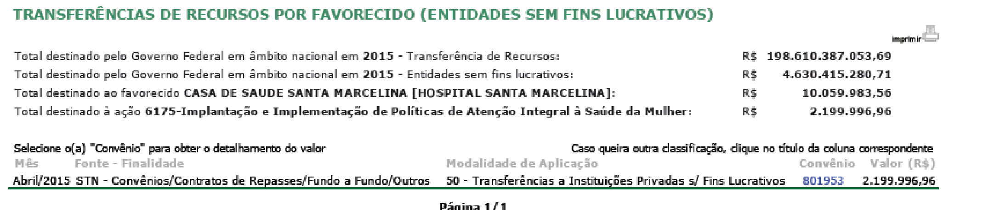 TRANSFERÊNCIAS DE RECURSOS POR FAVORECIDO (ENTIDADES SEM FINS LUCRATIVOS)
imprimir
Total destinado pelo Governo Federal em âmbito nacional em 2015 - Transferência de Recursos: R$ 198.610.387.053,69
Total destinado pelo Governo Federal em âmbito nacional em 2015 - Entidades sem fins lucrativos: R$ 4.630.415.280,71
Total destinado ao favorecido CASA DE SAUDE SANTA MARCELINA [HOSPITAL SANTA MARCELINA]: R$ 10.059.983,56
Total destinado à ação 6175-Implantação e Implementação de Políticas de Atenção Integral à Saúde da Mulher: R$ 2.199.996,96
Selecione o(a) "Convênio" para obter o detalhamento do valor Caso queira outra classificação, clique no título da coluna correspondente
Mês Fonte - Finalidade Modalidade de Aplicação Convênio Valor (R$)
Abril/2015 STN - Convênios/Contratos de Repasses/Fundo a Fundo/Outros 50 - Transferências a Instituições Privadas s/ Fins Lucrativos 801953 2.199.996,96
Página 1/1